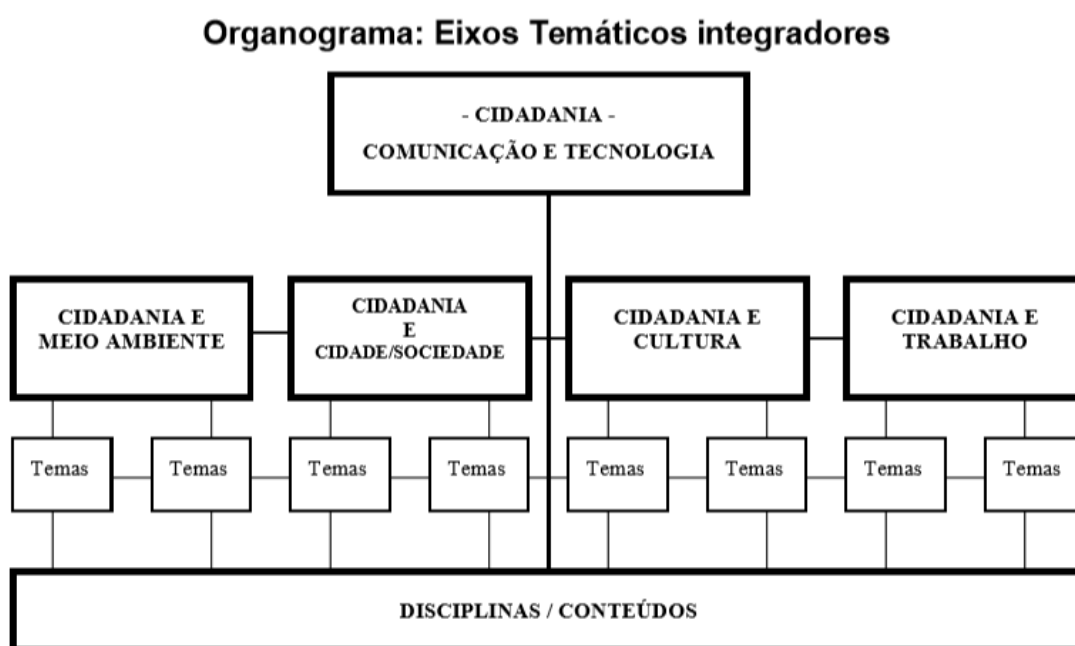 Organograma: Eixos Temáticos integradores
- CIDADANIA -
COMUNICAÇÃO E TECNOLOGIA
CIDADANIA E
MEIO AMBIENTE
CIDADANIA
E
CIDADE/SOCIEDADE
CIDADANIA E
CULTURA
CIDADANIA E
TRABALHO
Temas
Temas
Temas
Temas
Temas
Temas
Temas
Temas
DISCIPLINAS / CONTEÚDOS